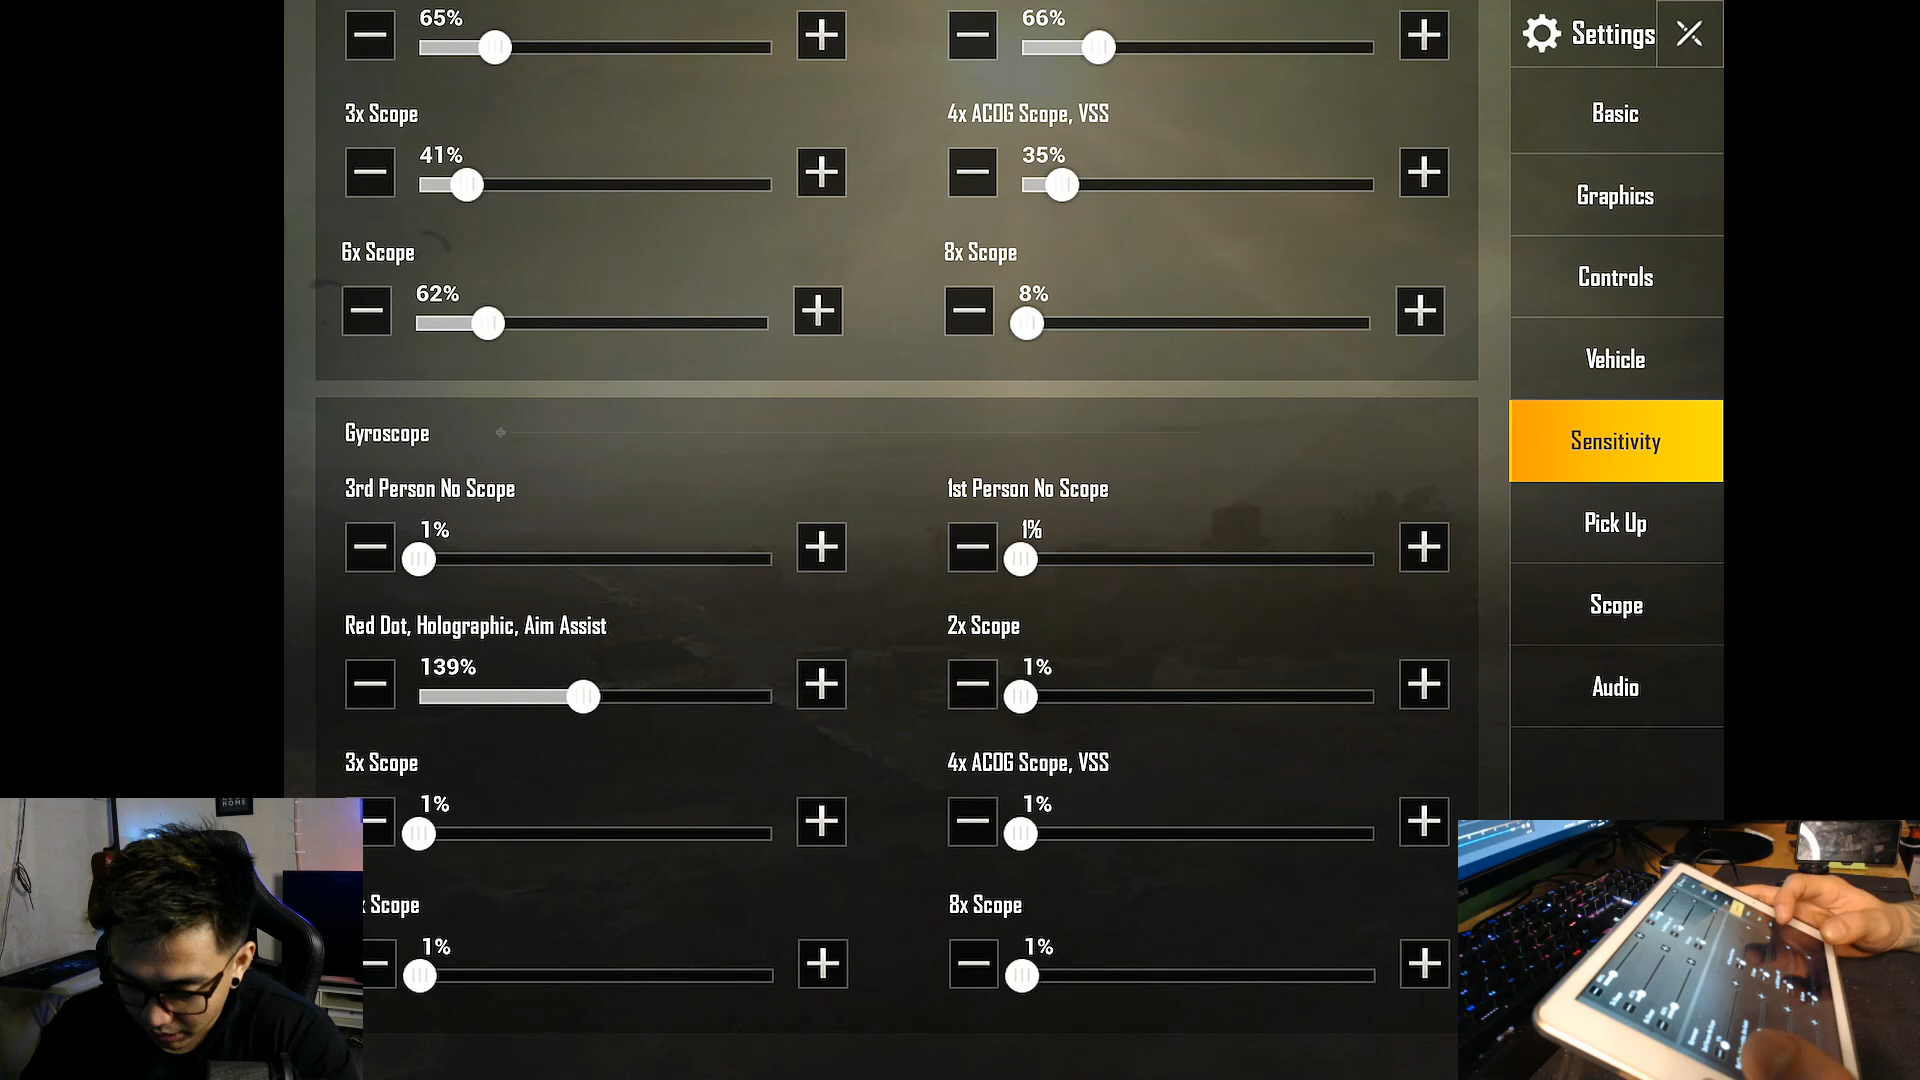 65% 66%
Settings
3x Scope 4x ACOG Scope, VSS
41% 35%
6x Scope 8x Scope
62% 8%
Gyroscope
3rd Person No Scope 1st Person No Scope
1% 1%
Red Dot, Holographic, Aim Assist 2x Scope
139% 1%
3x Scope 4x ACOG Scope, VSS
1% 1%
x Scope 8x Scope
1% 1%
Basic
Graphics
Controls
Vehicle
Sensitivity
Pick Up
Scope
Audio
HOME